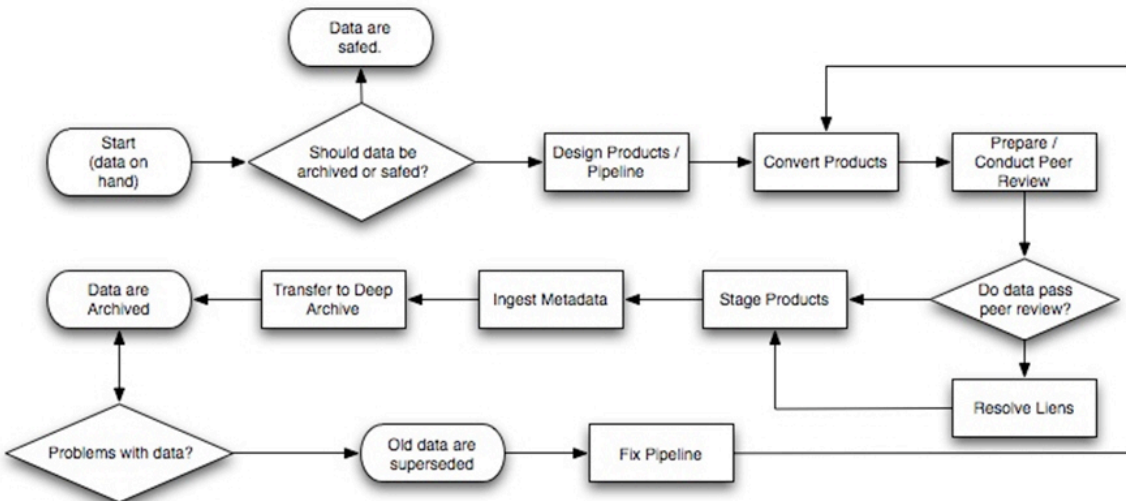 Data are
safed.
Start
(data on
hand)
Should data be
archived or safed?
Design Products /
Pipeline
Convert Products
Prepare /
Conduct Peer
Review
Data are
Archived
Transfer to Deep
Archive
Ingest Metadata
Stage Products
Do data pass
peer review?
Resolve Liens
Problems with data?
Old data are
superseded
Fix Pipeline